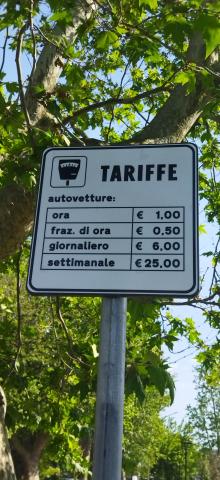 TARIFFE
autovetture:
ora € 1,00
fraz. di ora € 0,50
giornaliero € 6,00
settimanale € 25,00